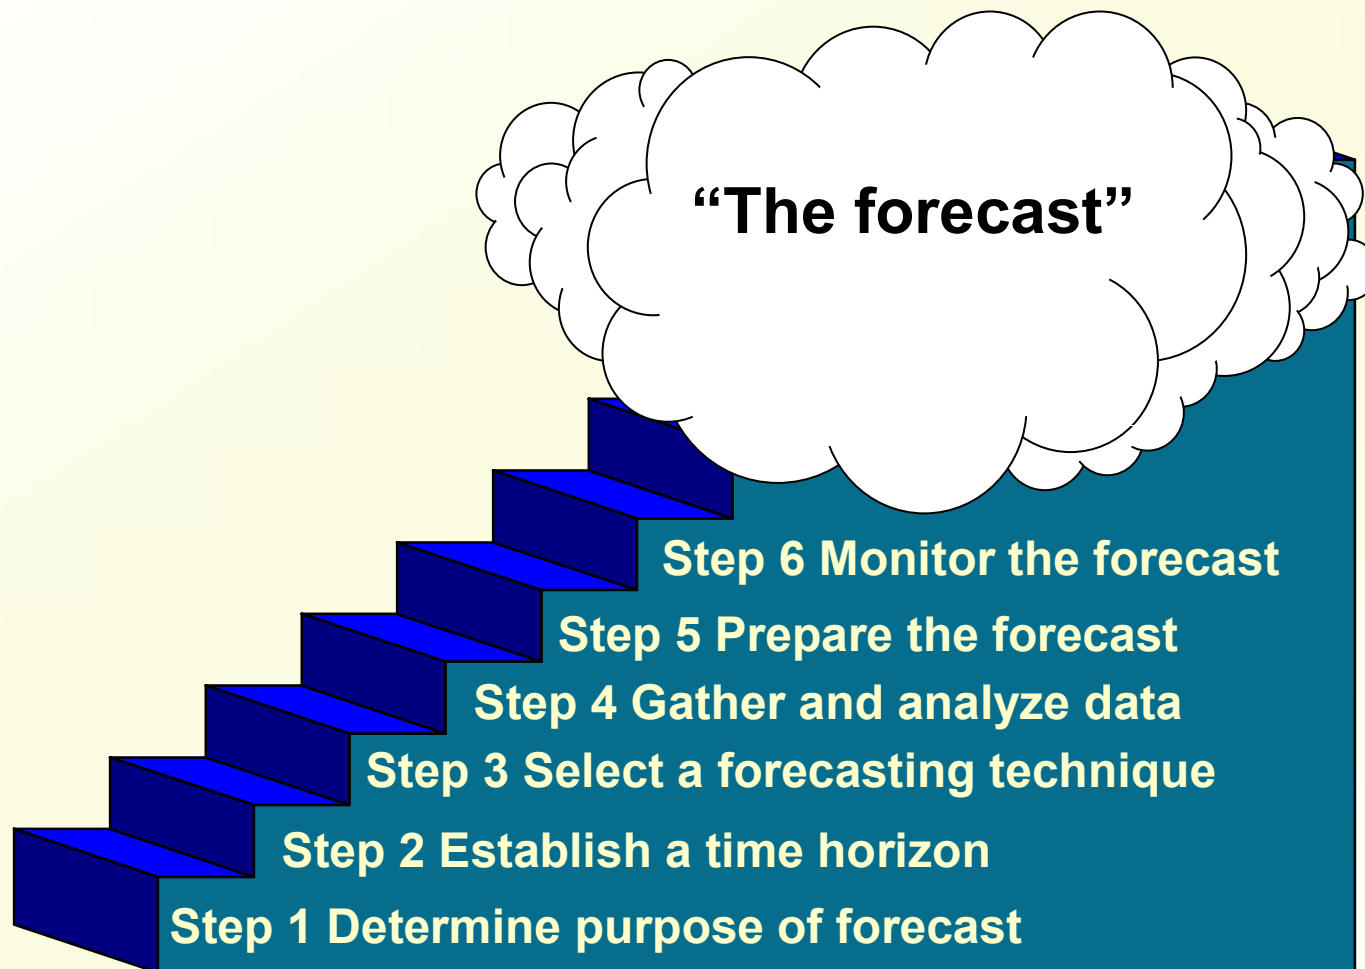 “The forecast”
Step 6 Monitor the forecast
Step 5 Prepare the forecast
Step 4 Gather and analyze data
Step 3 Select a forecasting technique
Step 2 Establish a time horizon
Step 1 Determine purpose of forecast